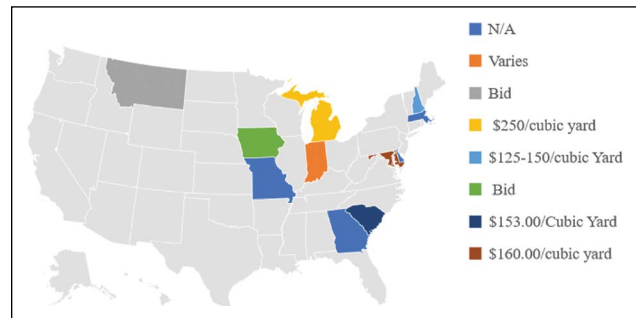 N/A
Varies
Bid
$250/cubic yard
$125-150/cubic Yard
Bid
$153.00/Cubic Yard
$160.00/cubic yard